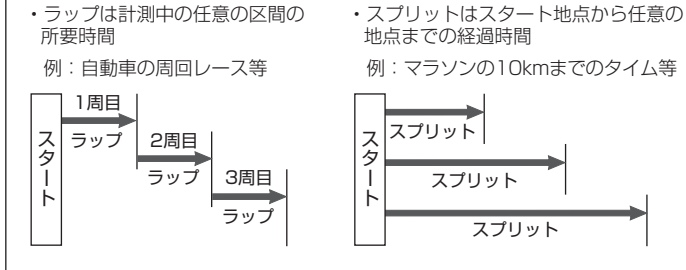 ・ラップは計測中の任意の区間の
所要時間
例：自動車の周回レース等
スタート
1周目
ラップ
2周目
ラップ
3周目
ラップ
・スプリットはスタート地点から任意の
地点までの経過時間
例：マラソンの10kmまでのタイム等
スタート
スプリット
スプリット
スプリット